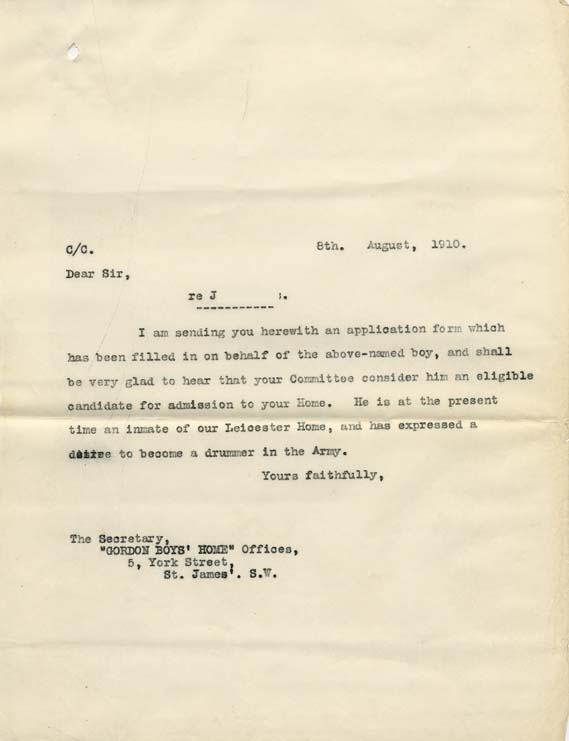 C/C. 8th. August, 1910.
Dear Sir,
re J :.
I am sending you herewith an application form which
has been filled in on behalf of the above-named boy, and shall
be very glad to hear that your Committee consider him an eligible
candidate for admission to your Home. He is at the present
time an inmate of our Leicester Home, and has expressed a
desire to become a drummer in the Army.
Yours faithfully,
The Secretary,
"GORDON BOYS' HOME" Offices,
5, York Street,
St. James'. S.W.